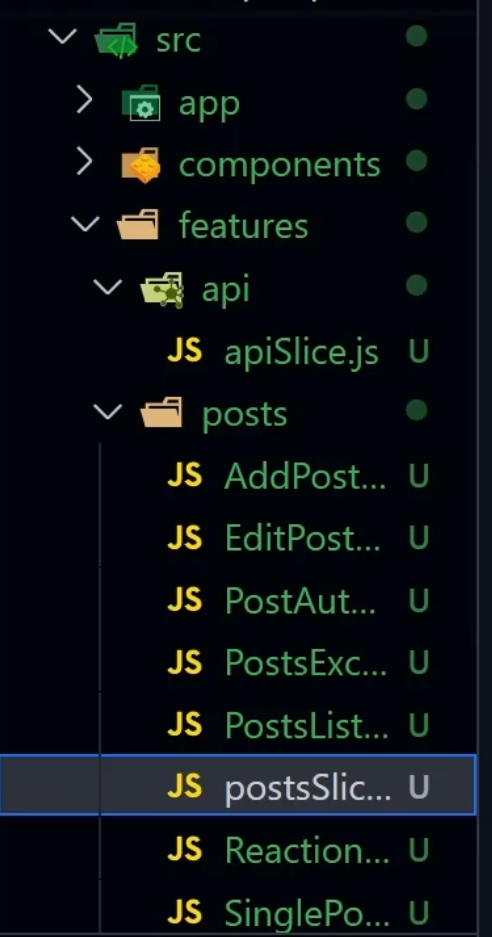 src
app
components
features
api
JS apiSlice.js U
posts
JS AddPost... U
JS EditPost... U
JS PostAut... U
JS PostsExc... U
JS PostsList... U
JS postsSlic... U
JS Reaction... U
JS SinglePo... U